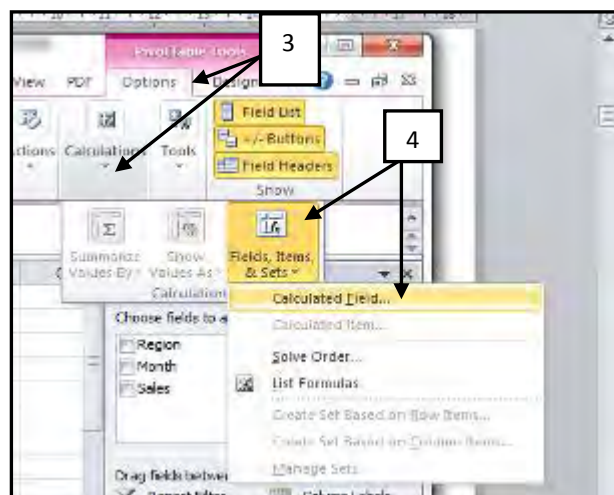 3
PivotTable Tools
View PDF Options Design
Calculations Tools
Field List
+/- Buttons
Field Headers
Show
4
Summarize Values By
Show Values As
Fields, Items, & Sets
Choose fields to
Region
Month
Sales
Calculated Field...
Calculated Item...
Solve Order...
List Formulas
Create Set Based on Row Items...
Create Set Based on Column Items...
Manage Sets...
Drag fields
Report Filter
Column Labels